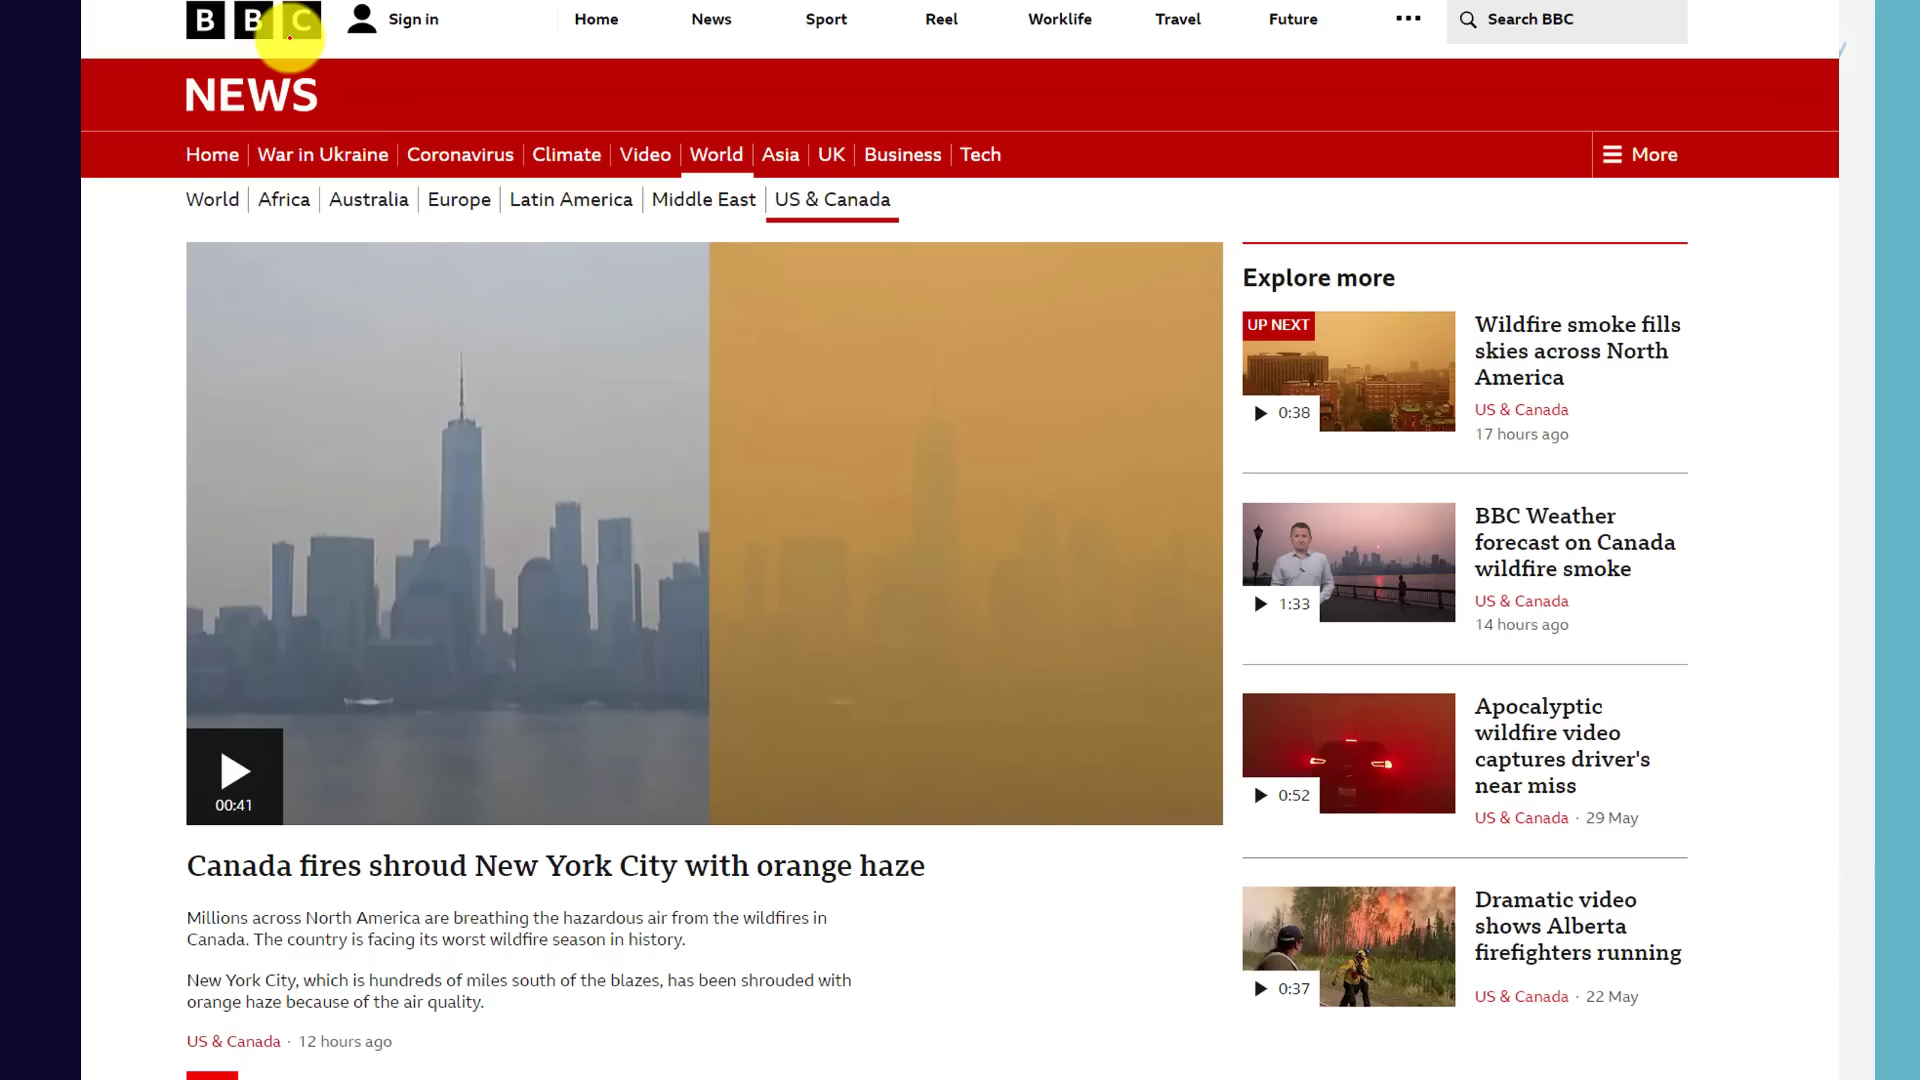 BBC
Sign in
Home
News
Sport
Reel
Worklife
Travel
Future
Search BBC
NEWS
Home
War in Ukraine
Coronavirus
Climate
Video
World
Asia
UK
Business
Tech
More
World
Africa
Australia
Europe
Latin America
Middle East
US & Canada
00:41
Canada fires shroud New York City with orange haze
Millions across North America are breathing the hazardous air from the wildfires in
Canada. The country is facing its worst wildfire season in history.
New York City, which is hundreds of miles south of the blazes, has been shrouded with
orange haze because of the air quality.
US & Canada · 12 hours ago
Explore more
UP NEXT
0:38
Wildfire smoke fills
skies across North
America
US & Canada
17 hours ago
1:33
BBC Weather
forecast on Canada
wildfire smoke
US & Canada
14 hours ago
0:52
Apocalyptic
wildfire video
captures driver's
near miss
US & Canada · 29 May
0:37
Dramatic video
shows Alberta
firefighters running
US & Canada · 22 May